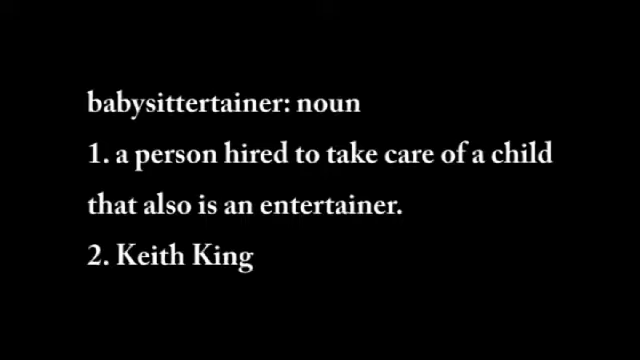 babysittertainer: noun
1. a person hired to take care of a child
that also is an entertainer.
2. Keith King